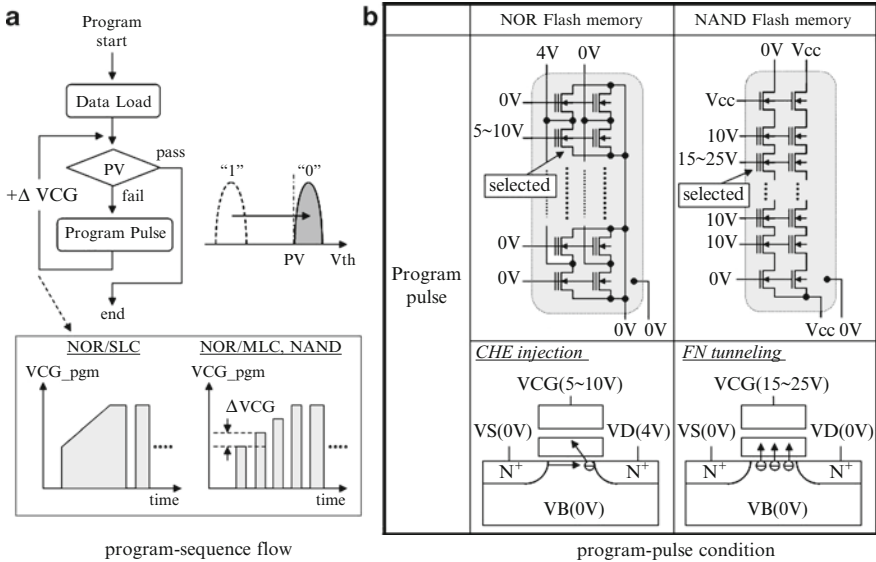 a
Program
start
Data Load
PV
pass
fail
+Δ VCG
Program Pulse
end
"1"
"0"
PV
Vth
NOR/SLC
VCG_pgm
time
NOR/MLC, NAND
VCG_pgm
ΔVCG
time
program-sequence flow
b
NOR Flash memory
NAND Flash memory
Program
pulse
4V
0V
0V
5~10V
selected
0V
0V
0V
0V
0V
Vcc
Vcc
10V
15~25V
selected
10V
10V
0V
Vcc
0V
CHE injection
VCG(5~10V)
VS(0V)
VD(4V)
N+
N+
VB(0V)
FN tunneling
VCG(15~25V)
VS(0V)
VD(0V)
N+
N+
VB(0V)
program-pulse condition